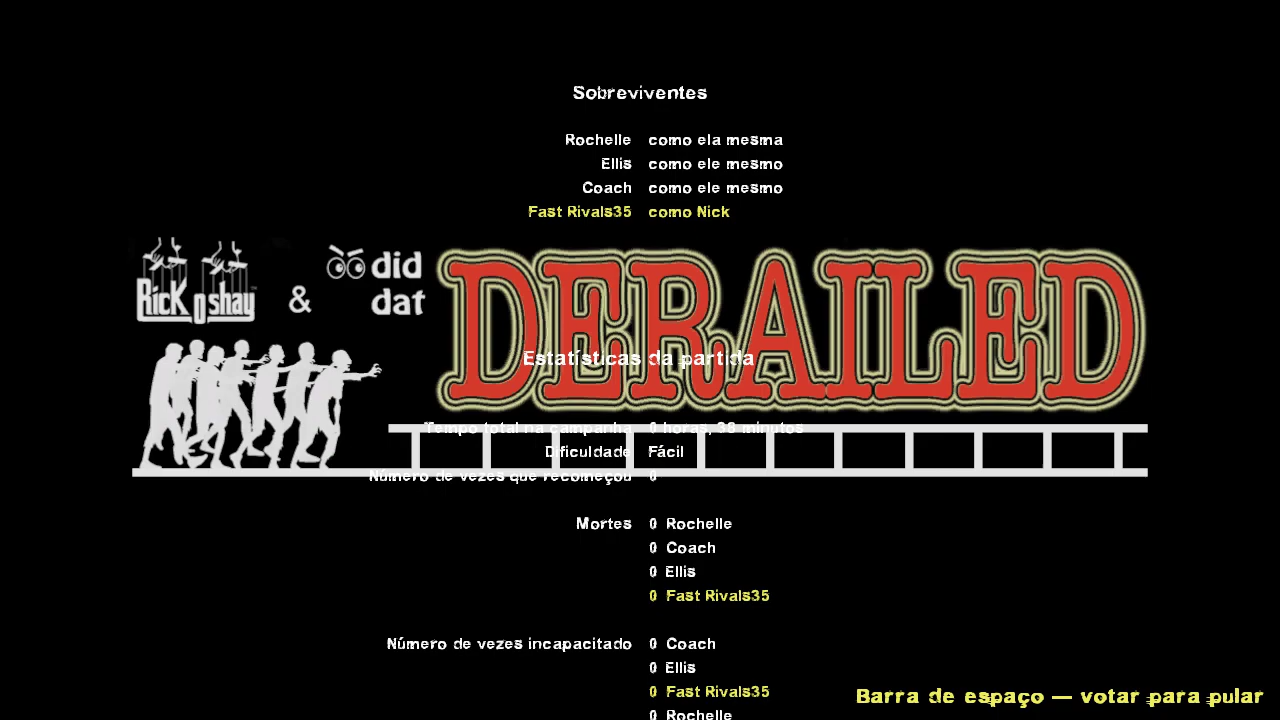 Sobreviventes
Rochelle como ela mesma
Ellis como ele mesmo
Coach como ele mesmo
Fast Rivals35 como Nick
Rick O shay & did dat
DERAILED
Estatísticas da partida
Tempo total na campanha 0 horas, 38 minutos
Dificuldade Fácil
Número de vezes que recomeçou 0
Mortes 0 Rochelle
0 Coach
0 Ellis
0 Fast Rivals35
Número de vezes incapacitado 0 Coach
0 Ellis
0 Fast Rivals35
0 Rochelle
Barra de espaço — votar para pular